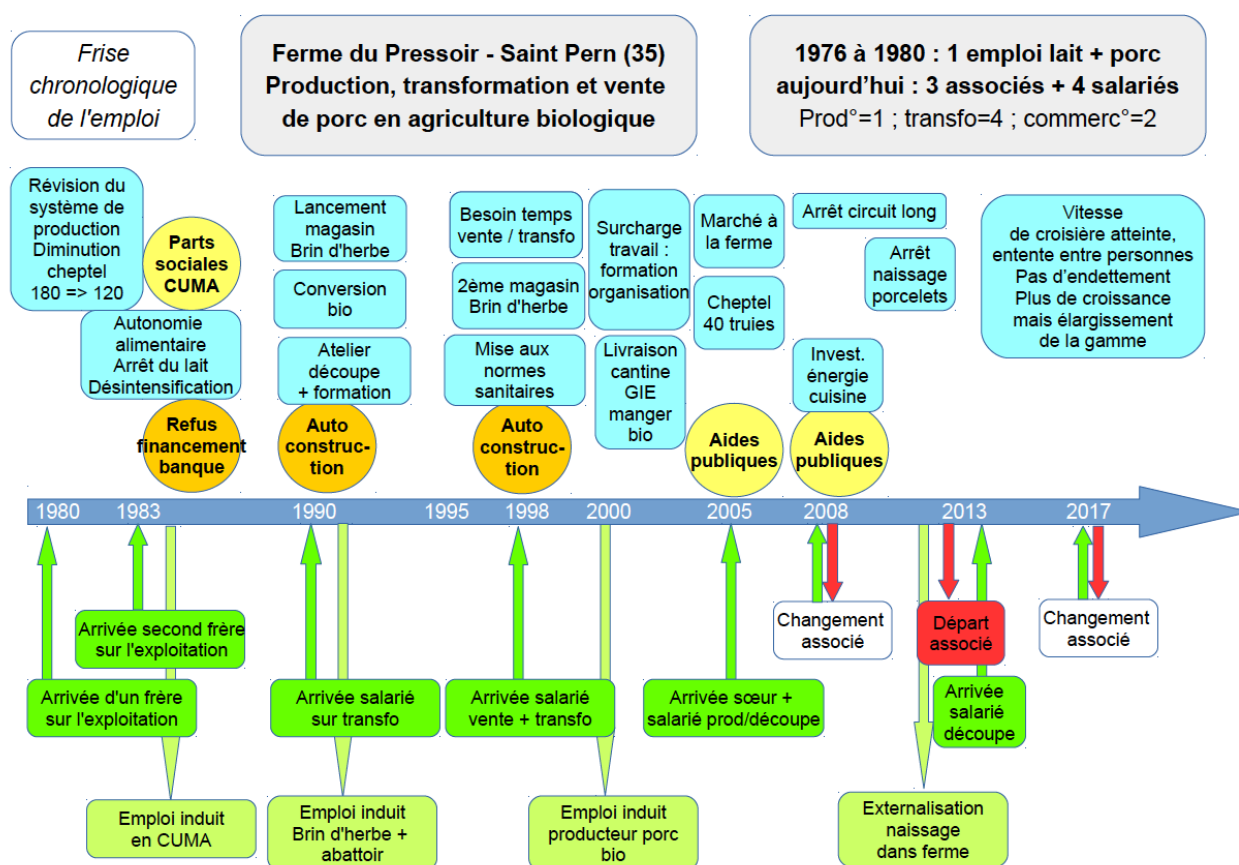 Frise
chronologique
de l'emploi
Ferme du Pressoir - Saint Pern (35)
Production, transformation et vente
de porc en agriculture biologique
1976 à 1980 : 1 emploi lait + porc
aujourd'hui : 3 associés + 4 salariés
Prod°=1 ; transfo=4 ; commerc°=2
Révision du
système de
production
Diminution
cheptel
180 => 120
Parts
sociales
CUMA
Autonomie
alimentaire
Arrêt du lait
Désintensification
Refus
financement
banque
Lancement
magasin
Brin d'herbe
Conversion
bio
Atelier
découpe
+ formation
Auto
construc-
tion
Besoin temps
vente / transfo
2ème magasin
Brin d'herbe
Mise aux
normes
sanitaires
Auto
construc-
tion
Surcharge
travail :
formation
organisation
Livraison
cantine
GIE
manger
bio
Marché à
la ferme
Cheptel
40 truies
Aides
publiques
Arrêt circuit long
Arrêt
naissage
porcelets
Invest.
énergie
cuisine
Aides
publiques
Vitesse
de croisière atteinte,
entente entre personnes
Pas d'endettement
Plus de croissance
mais élargissement
de la gamme
1980 1983 1990 1995 1998 2000 2005 2008 2013 2017
Arrivée second frère
sur l'exploitation
Arrivée d'un frère
sur l'exploitation
Emploi induit
en CUMA
Arrivée salarié
sur transfo
Emploi induit
Brin d'herbe +
abattoir
Arrivée salarié
vente + transfo
Emploi induit
producteur porc
bio
Arrivée sœur +
salarié prod/découpe
Changement
associé
Départ
associé
Arrivée
salarié
découpe
Externalisation
naissage
dans ferme
Changement
associé